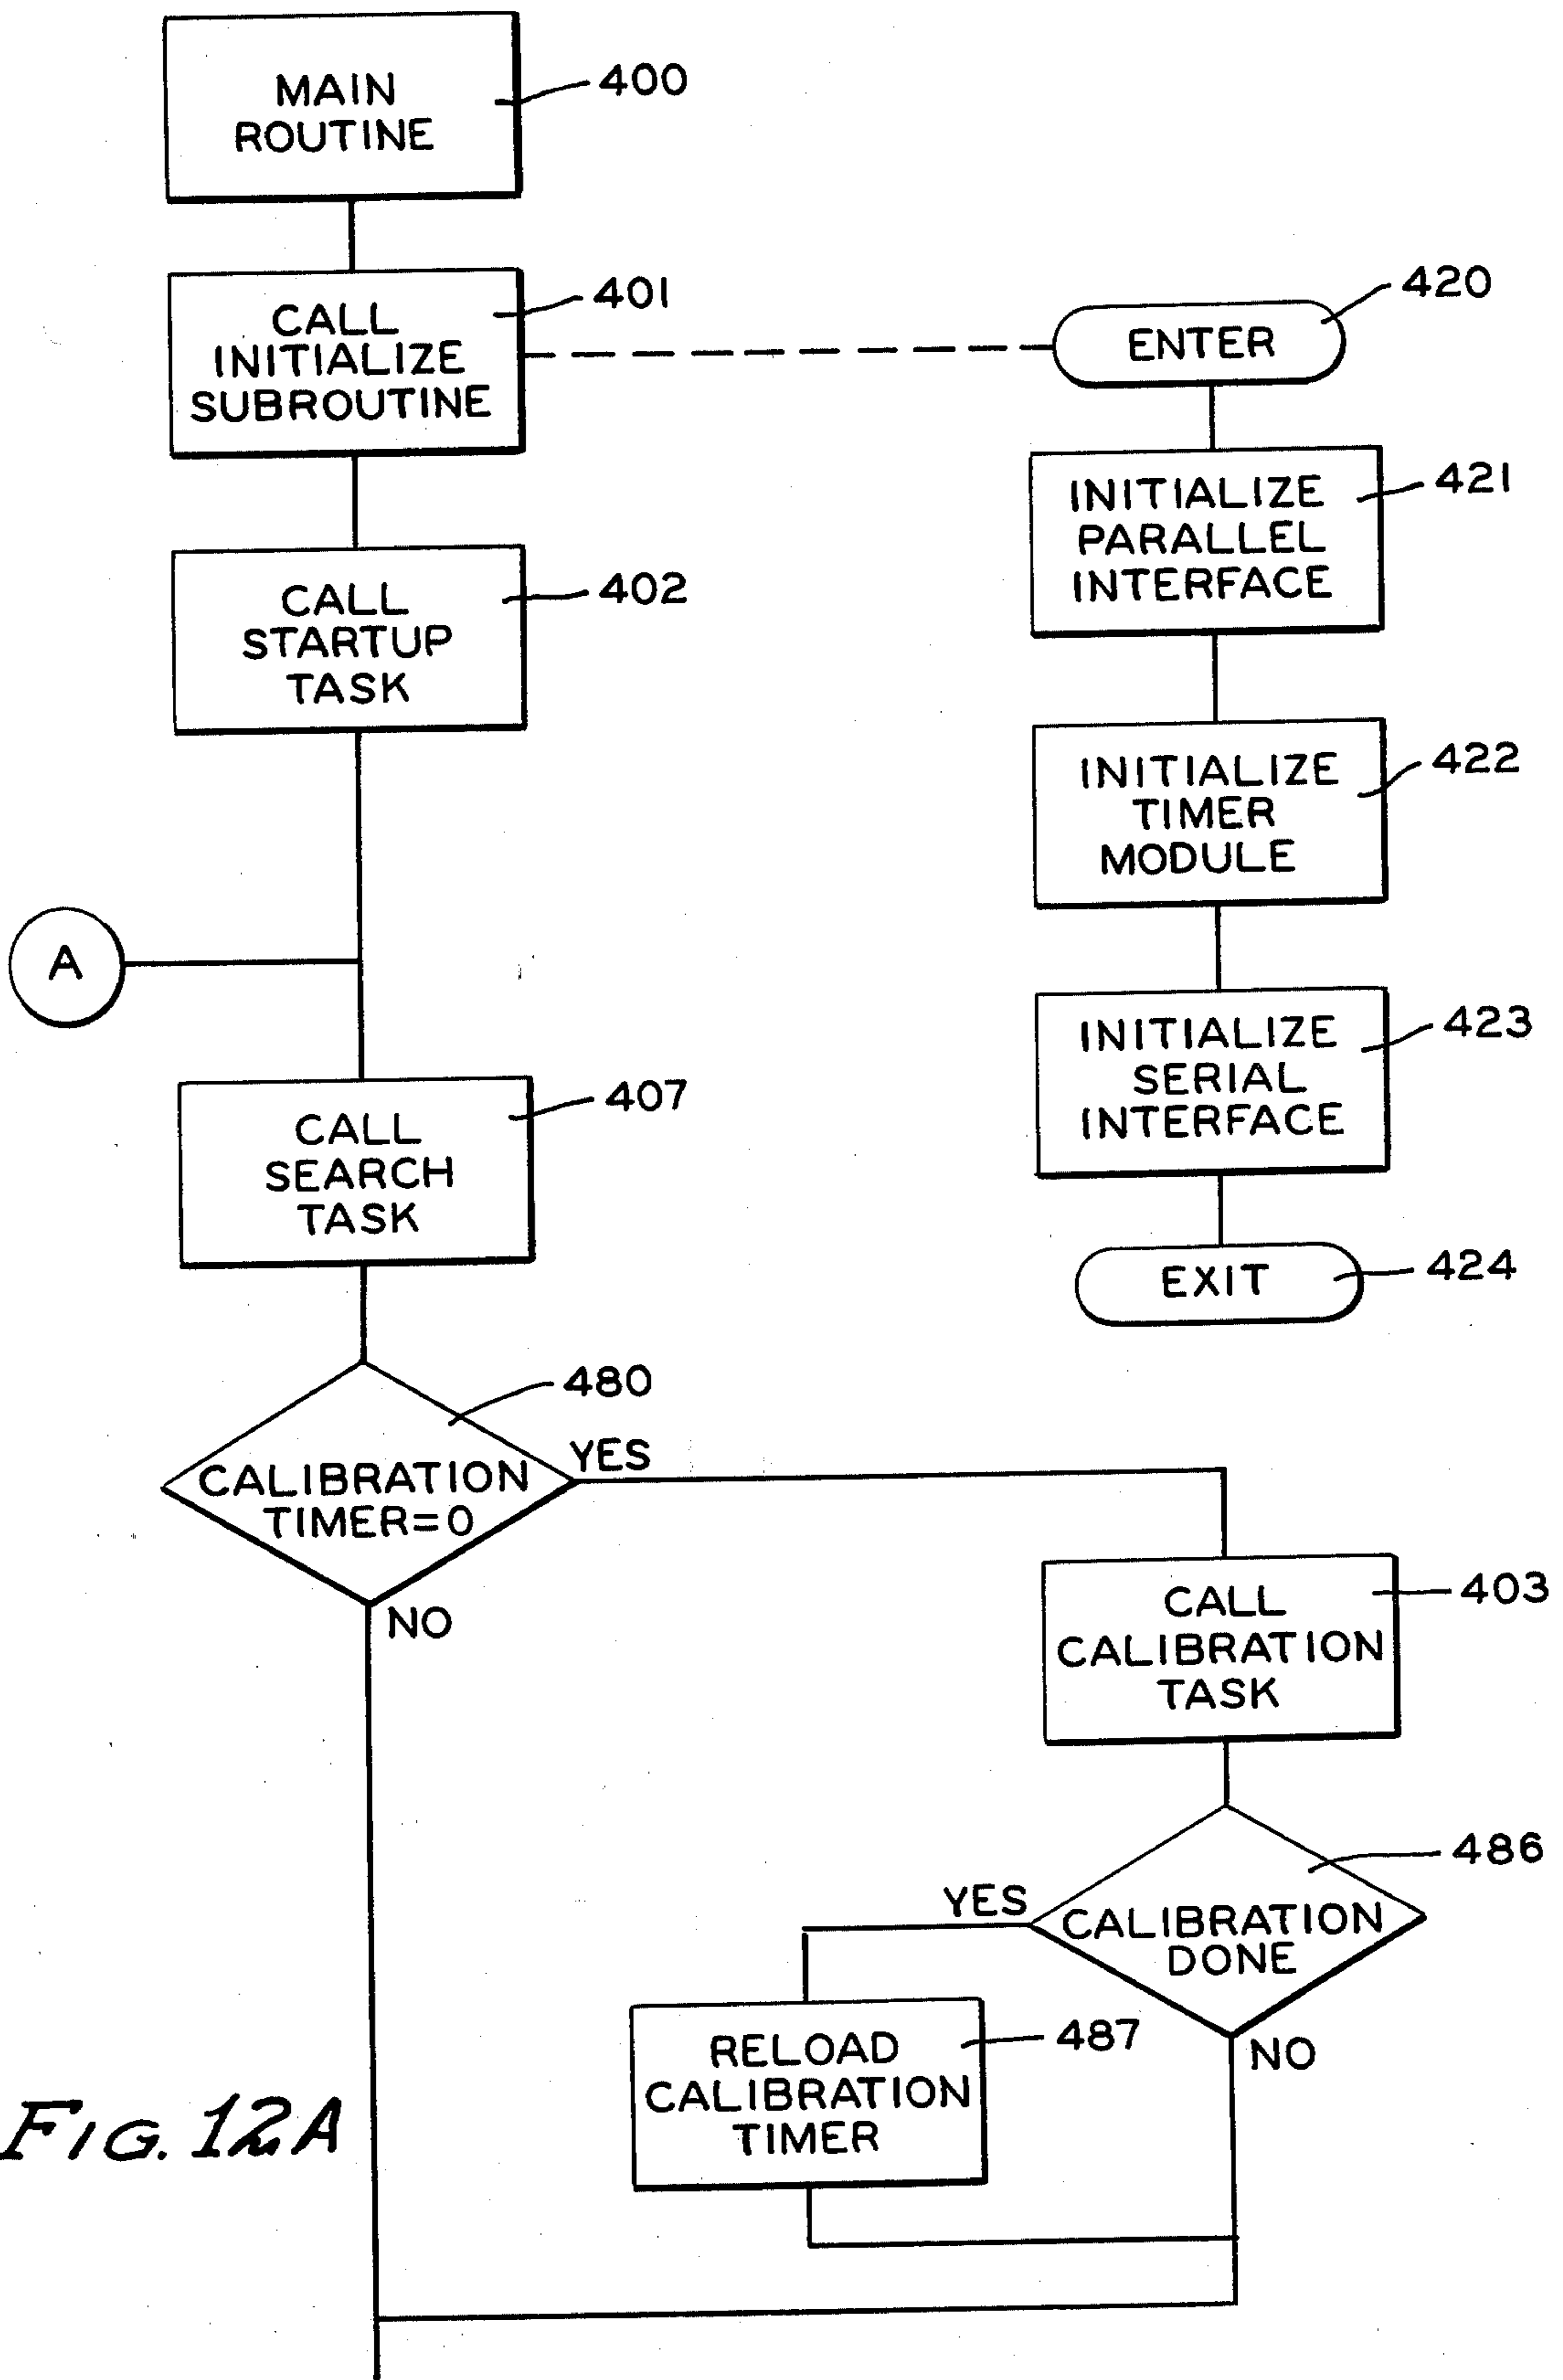 MAIN
ROUTINE
400
CALL
INITIALIZE
SUBROUTINE
401
ENTER
420
INITIALIZE
PARALLEL
INTERFACE
421
CALL
STARTUP
TASK
402
INITIALIZE
TIMER
MODULE
422
A
INITIALIZE
SERIAL
INTERFACE
423
CALL
SEARCH
TASK
407
EXIT
424
480
CALIBRATION
TIMER=0
YES
NO
CALL
CALIBRATION
TASK
403
486
CALIBRATION
DONE
YES
NO
RELOAD
CALIBRATION
TIMER
487
FIG. 12A